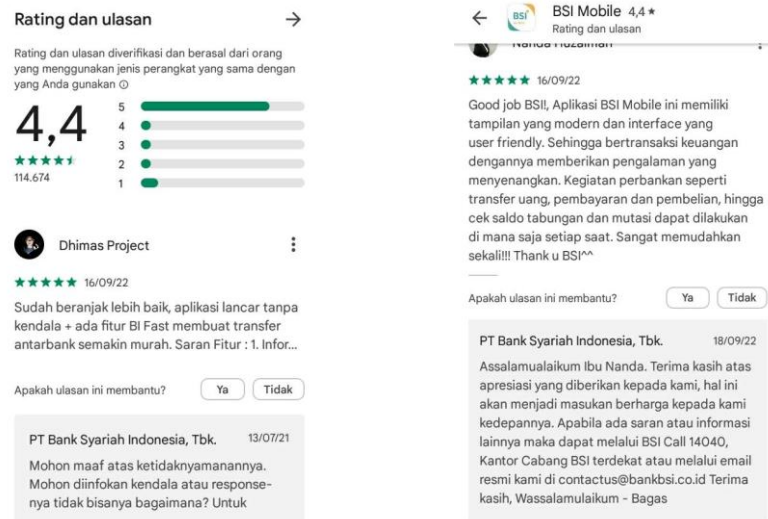 Rating dan ulasan
Rating dan ulasan diverifikasi dan berasal dari orang
yang menggunakan jenis perangkat yang sama dengan
yang Anda gunakan
4,4
114.674
5
4
3
2
1
Dhimas Project
16/09/22
Sudah beranjak lebih baik, aplikasi lancar tanpa
kendala + ada fitur BI Fast membuat transfer
antarbank semakin murah. Saran Fitur : 1. Infor...
Apakah ulasan ini membantu?
Ya
Tidak
PT Bank Syariah Indonesia, Tbk.
13/07/21
Mohon maaf atas ketidaknyamanannya.
Mohon diinfokan kendala atau response-
nya tidak bisanya bagaimana? Untuk
BSI
BSI Mobile 4,4★
Rating dan ulasan
Nanda Huzaimah
16/09/22
Good job BSI!, Aplikasi BSI Mobile ini memiliki
tampilan yang modern dan interface yang
user friendly. Sehingga bertransaksi keuangan
dengannya memberikan pengalaman yang
menyenangkan. Kegiatan perbankan seperti
transfer uang, pembayaran dan pembelian, hingga
cek saldo tabungan dan mutasi dapat dilakukan
di mana saja setiap saat. Sangat memudahkan
sekali!!! Thank u BSI^^
Apakah ulasan ini membantu?
Ya
Tidak
PT Bank Syariah Indonesia, Tbk.
18/09/22
Assalamualaikum Ibu Nanda. Terima kasih atas
apresiasi yang diberikan kepada kami, hal ini
akan menjadi masukan berharga kepada kami
kedepannya. Apabila ada saran atau informasi
lainnya maka dapat melalui BSI Call 14040,
Kantor Cabang BSI terdekat atau melalui email
resmi kami di contactus@bankbsi.co.id Terima
kasih, Wassalamulaikum - Bagas